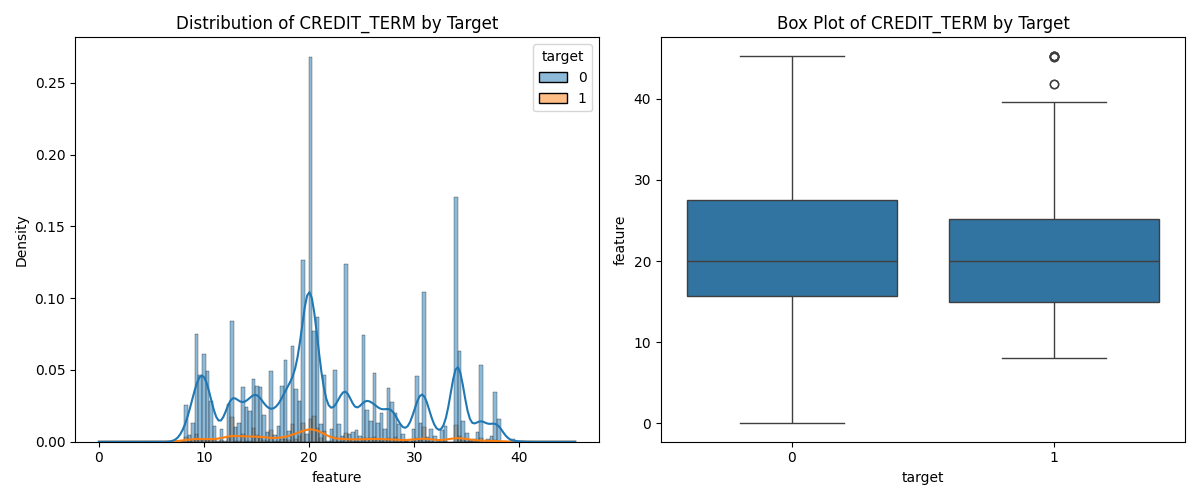 Distribution of CREDIT_TERM by Target
target
0
1
0.25
0.20
0.15
0.10
0.05
0.00
Density
0 10 20 30 40
feature
Box Plot of CREDIT_TERM by Target
40
30
20
10
0
feature
0 1
target